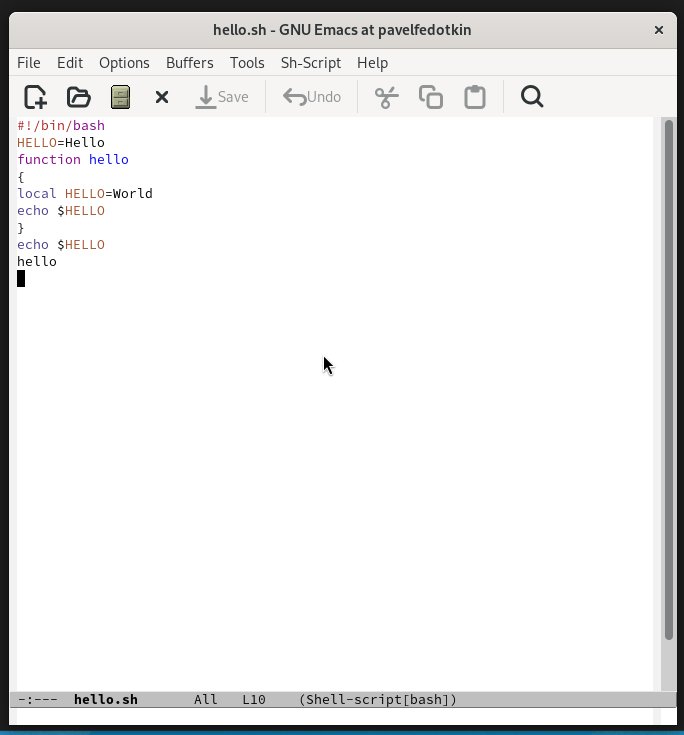 hello.sh - GNU Emacs at pavelfedotkin
File Edit Options Buffers Tools Sh-Script Help
Save Undo
#!/bin/bash
HELLO=Hello
function hello
{
local HELLO=World
echo $HELLO
}
echo $HELLO
hello
-:--- hello.sh All L10 (Shell-script[bash])